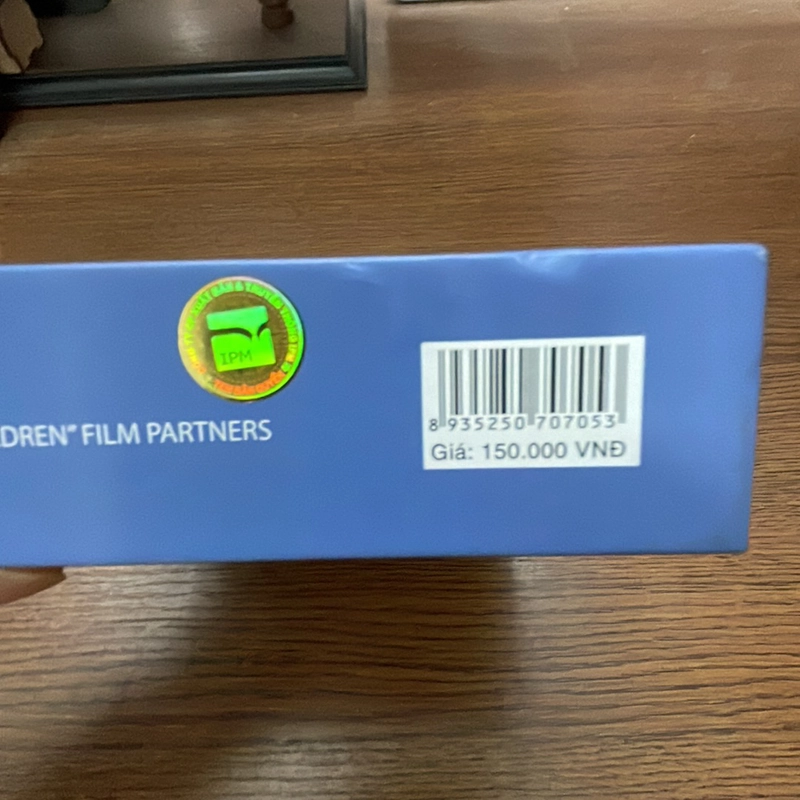 IPM
DREN” FILM PARTNERS
8 935250 707053
Giá: 150.000 VNĐ